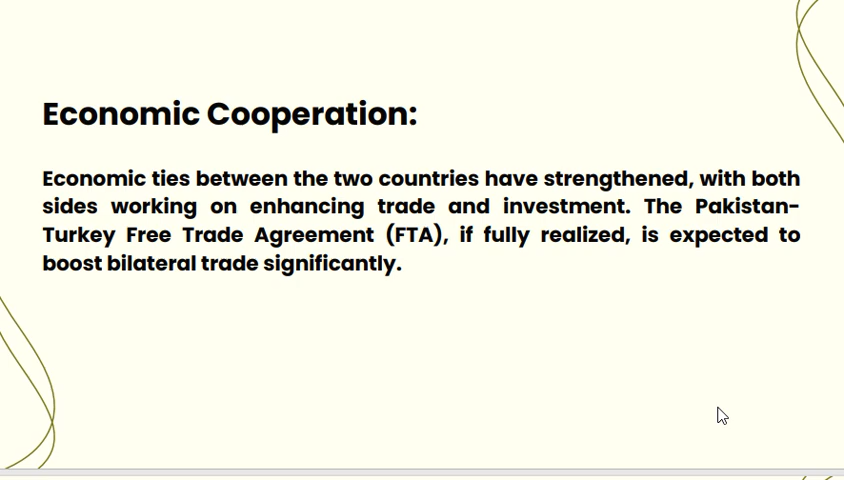 Economic Cooperation:
Economic ties between the two countries have strengthened, with both
sides working on enhancing trade and investment. The Pakistan-
Turkey Free Trade Agreement (FTA), if fully realized, is expected to
boost bilateral trade significantly.